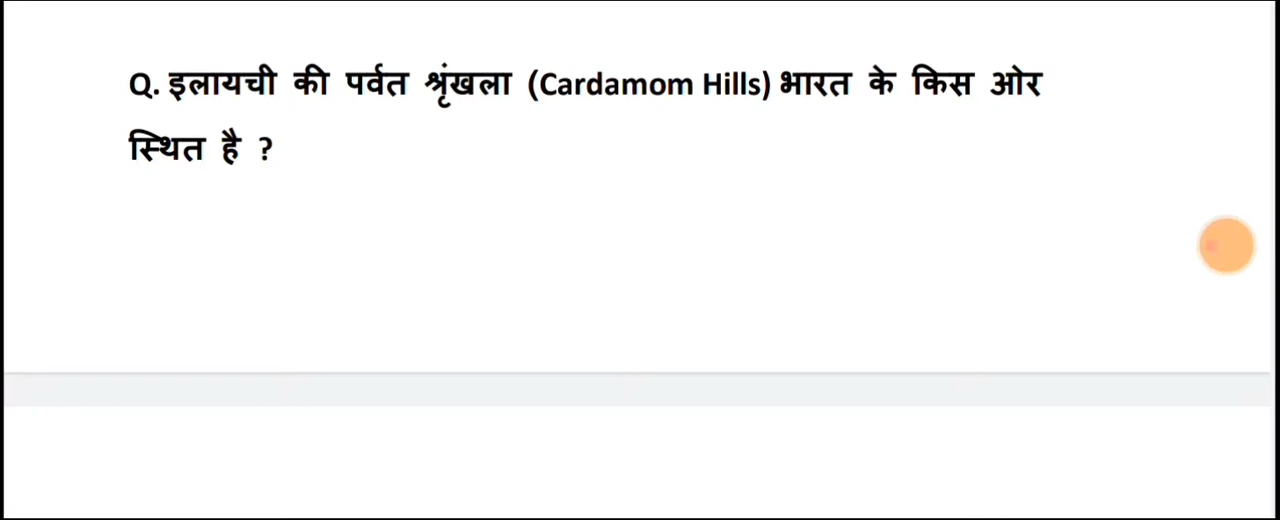 Q. इलायची की पर्वत श्रृंखला (Cardamom Hills) भारत के किस ओर
स्थित है ?